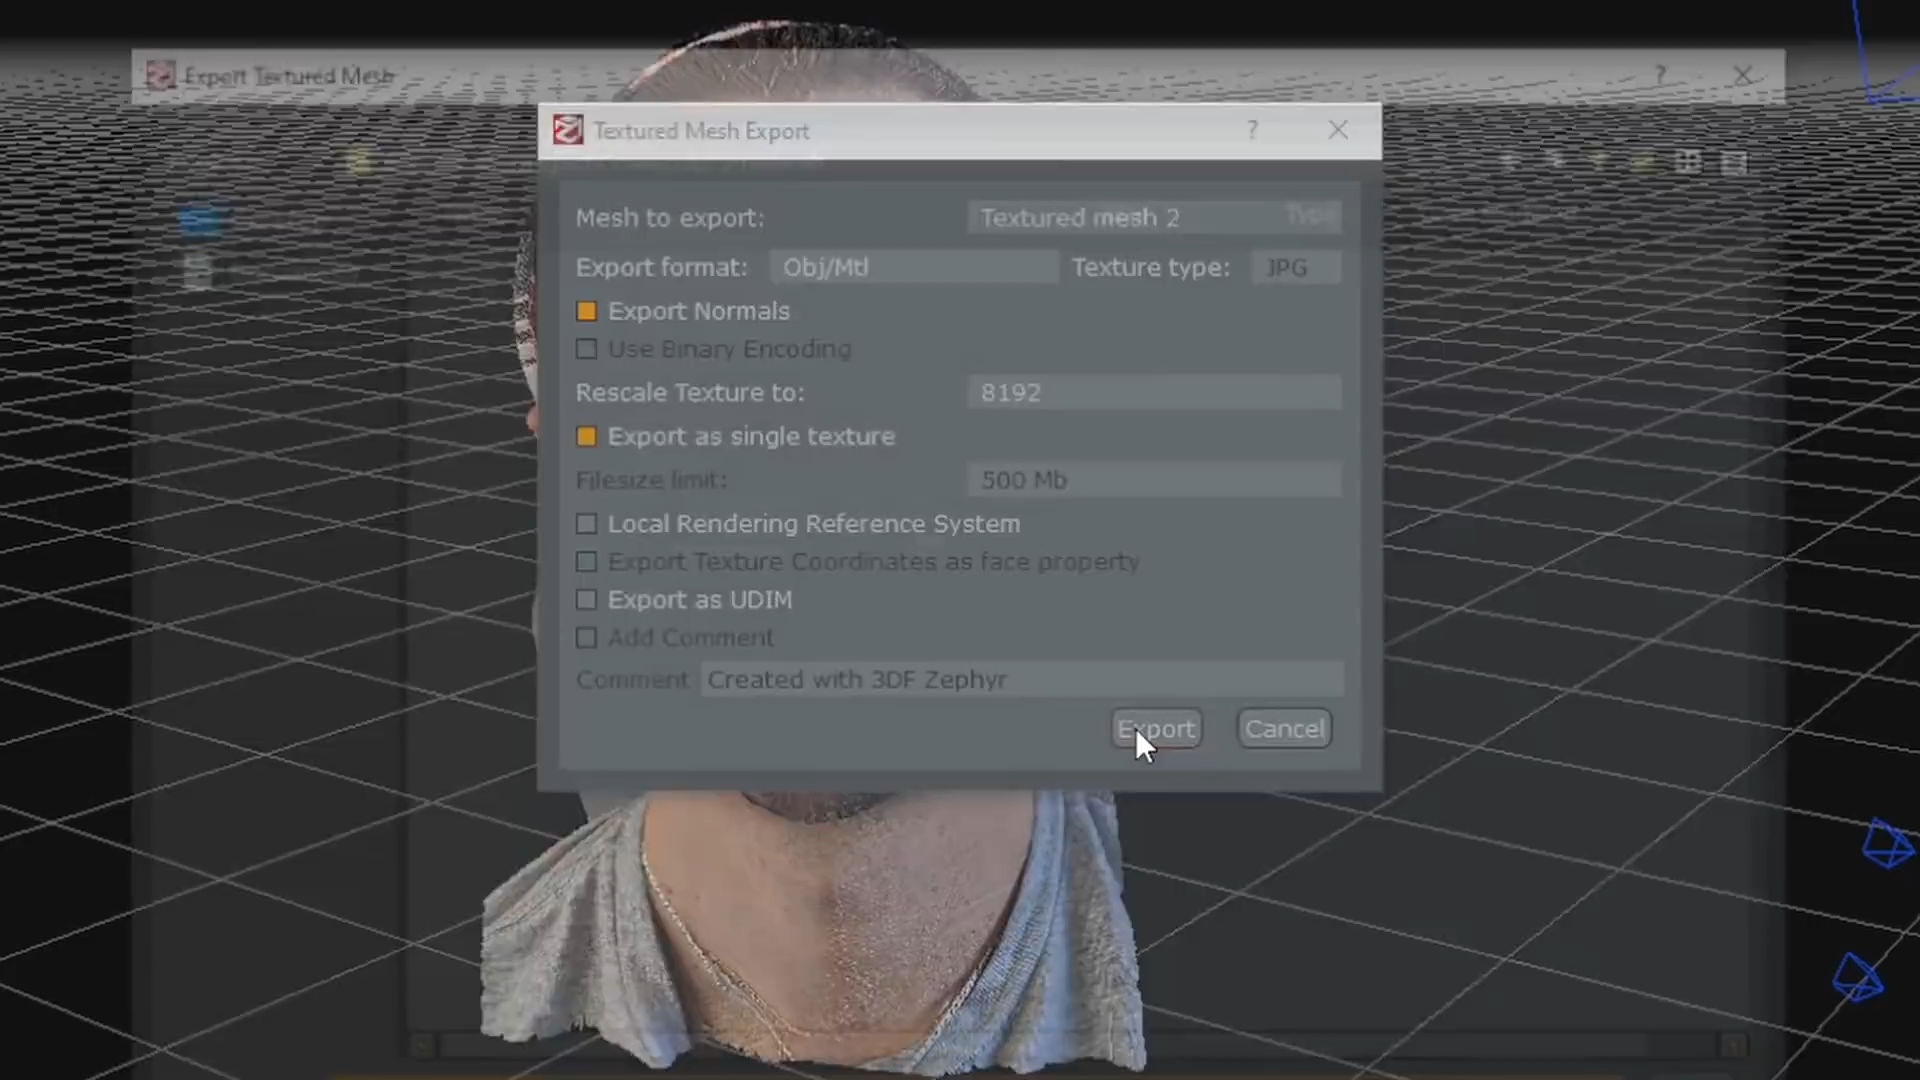 Export Textured Mesh ?
Textured Mesh Export ?
Mesh to export: Textured mesh 2 Type
Export format: Obj/Mtl Texture type: JPG
Export Normals
Use Binary Encoding
Rescale Texture to: 8192
Export as single texture
Filesize limit: 500 Mb
Local Rendering Reference System
Export Texture Coordinates as face property
Export as UDIM
Add Comment
Comment Created with 3DF Zephyr
Export Cancel